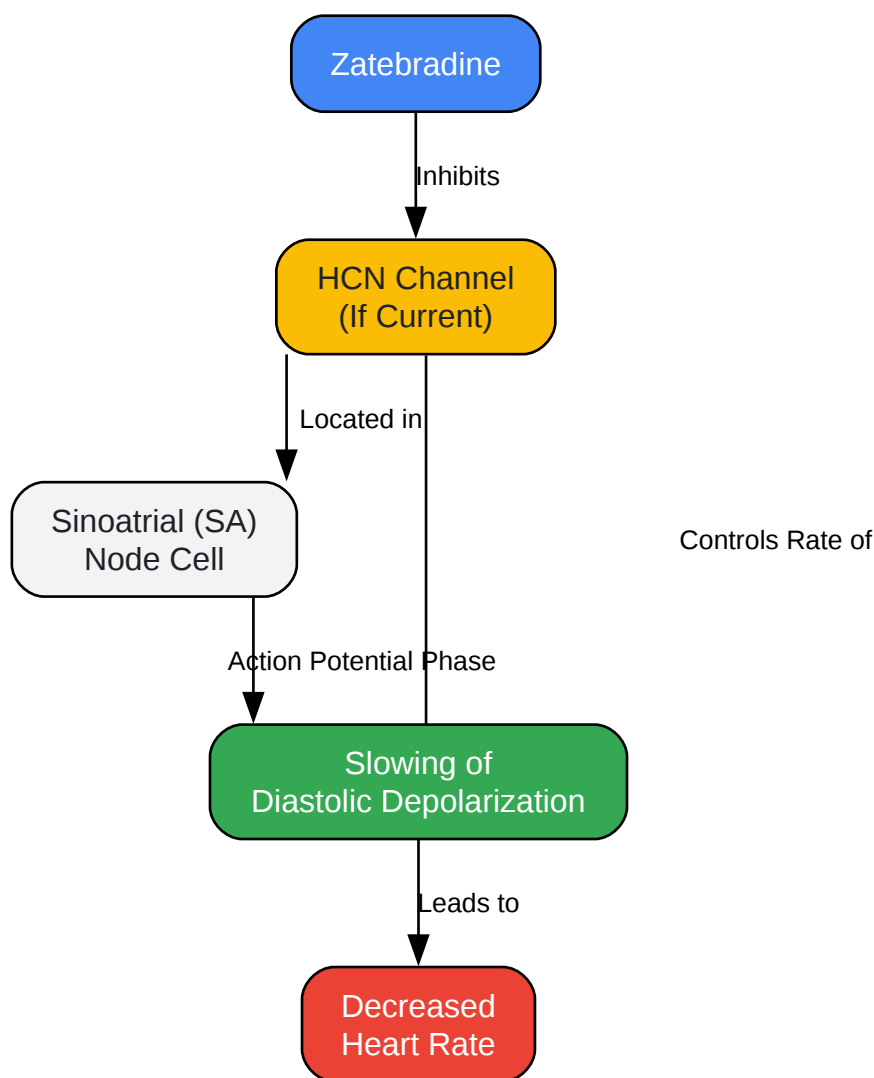 Zatebradine
Inhibits
HCN Channel
(If Current)
Located in
Sinoatrial (SA)
Node Cell
Controls Rate of
Action Potential Phase
Slowing of
Diastolic Depolarization
Leads to
Decreased
Heart Rate